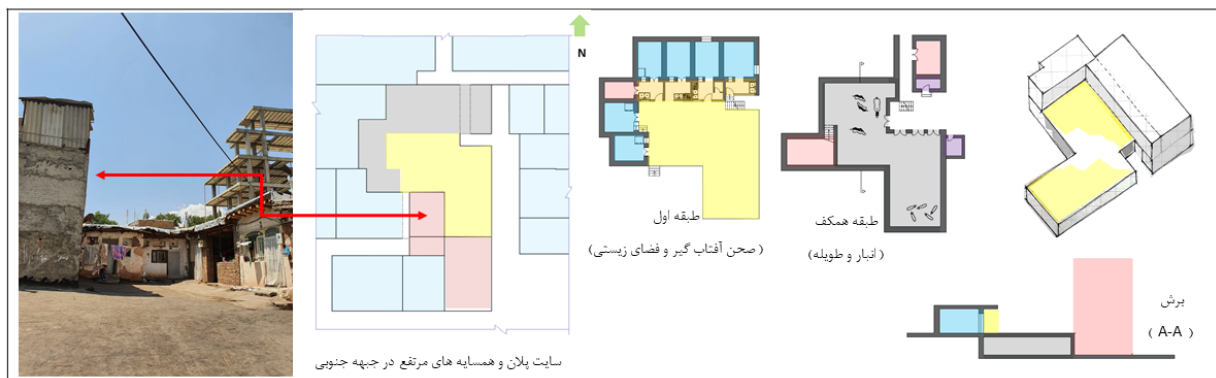 N
سایت پلان و همسایه های مرتفع در جبهه جنوبی
طبقه اول
(صحن آفتاب گیر و فضای زیستی)
طبقه همکف
(انبار و طویله)
برش
(A-A)